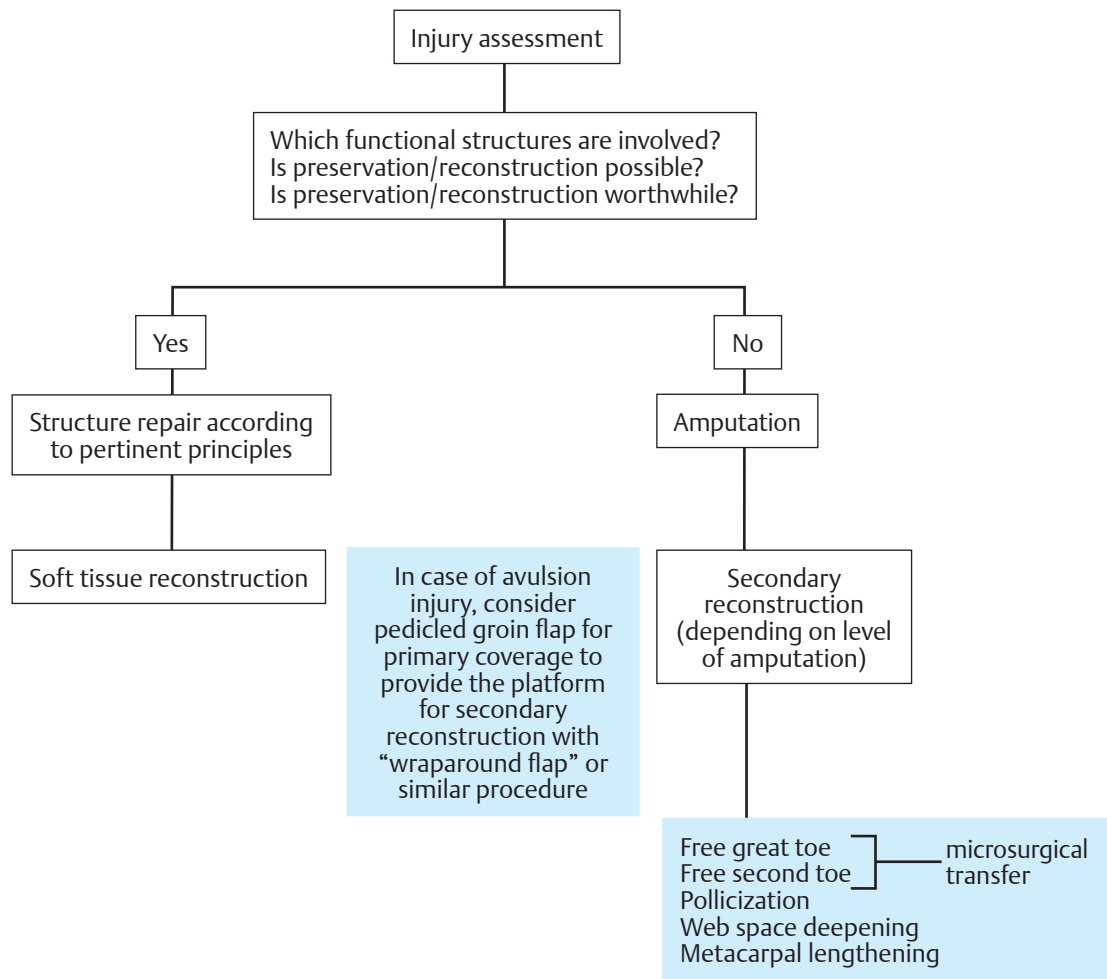 Injury assessment
Which functional structures are involved?
Is preservation/reconstruction possible?
Is preservation/reconstruction worthwhile?
Yes
No
Structure repair according
to pertinent principles
Amputation
Soft tissue reconstruction
In case of avulsion
injury, consider
pedicled groin flap for
primary coverage to
provide the platform
for secondary
reconstruction with
“wraparound flap” or
similar procedure
Secondary
reconstruction
(depending on level
of amputation)
Free great toe
Free second toe
Pollicization
Web space deepening
Metacarpal lengthening
microsurgical
transfer